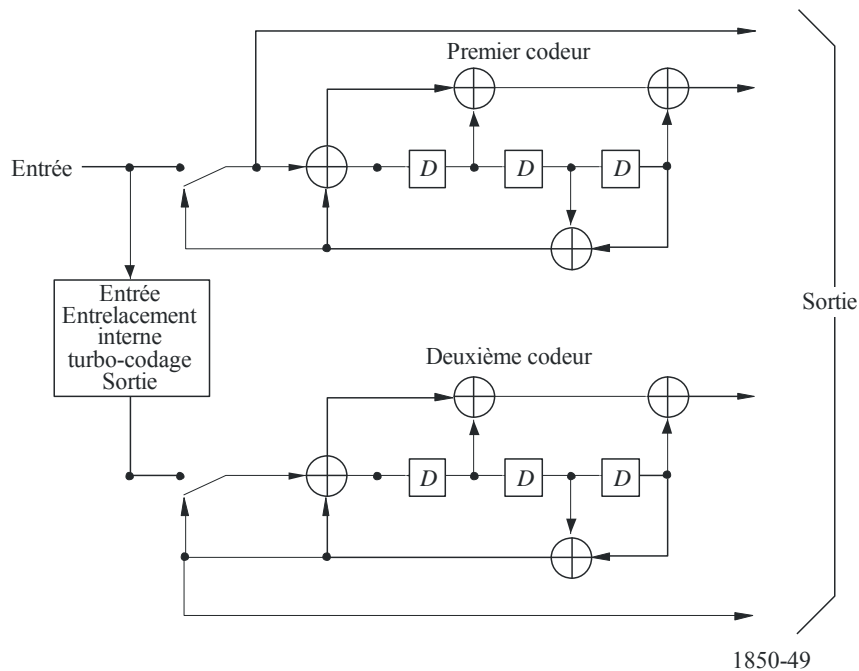 Premier codeur
Entrée
D
D
D
Entrée
Entrelacement
interne
turbo-codage
Sortie
Sortie
Deuxième codeur
D
D
D
1850-49